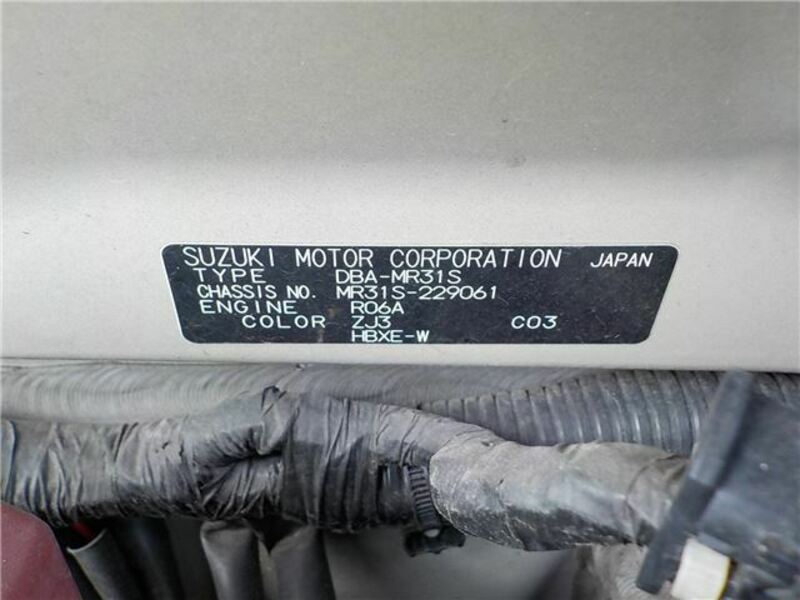 SUZUKI MOTOR CORPORATION JAPAN
TYPE DBA-MR31S
CHASSIS NO. MR31S-229061
ENGINE R06A
COLOR ZJ3 C03
HBXE-W